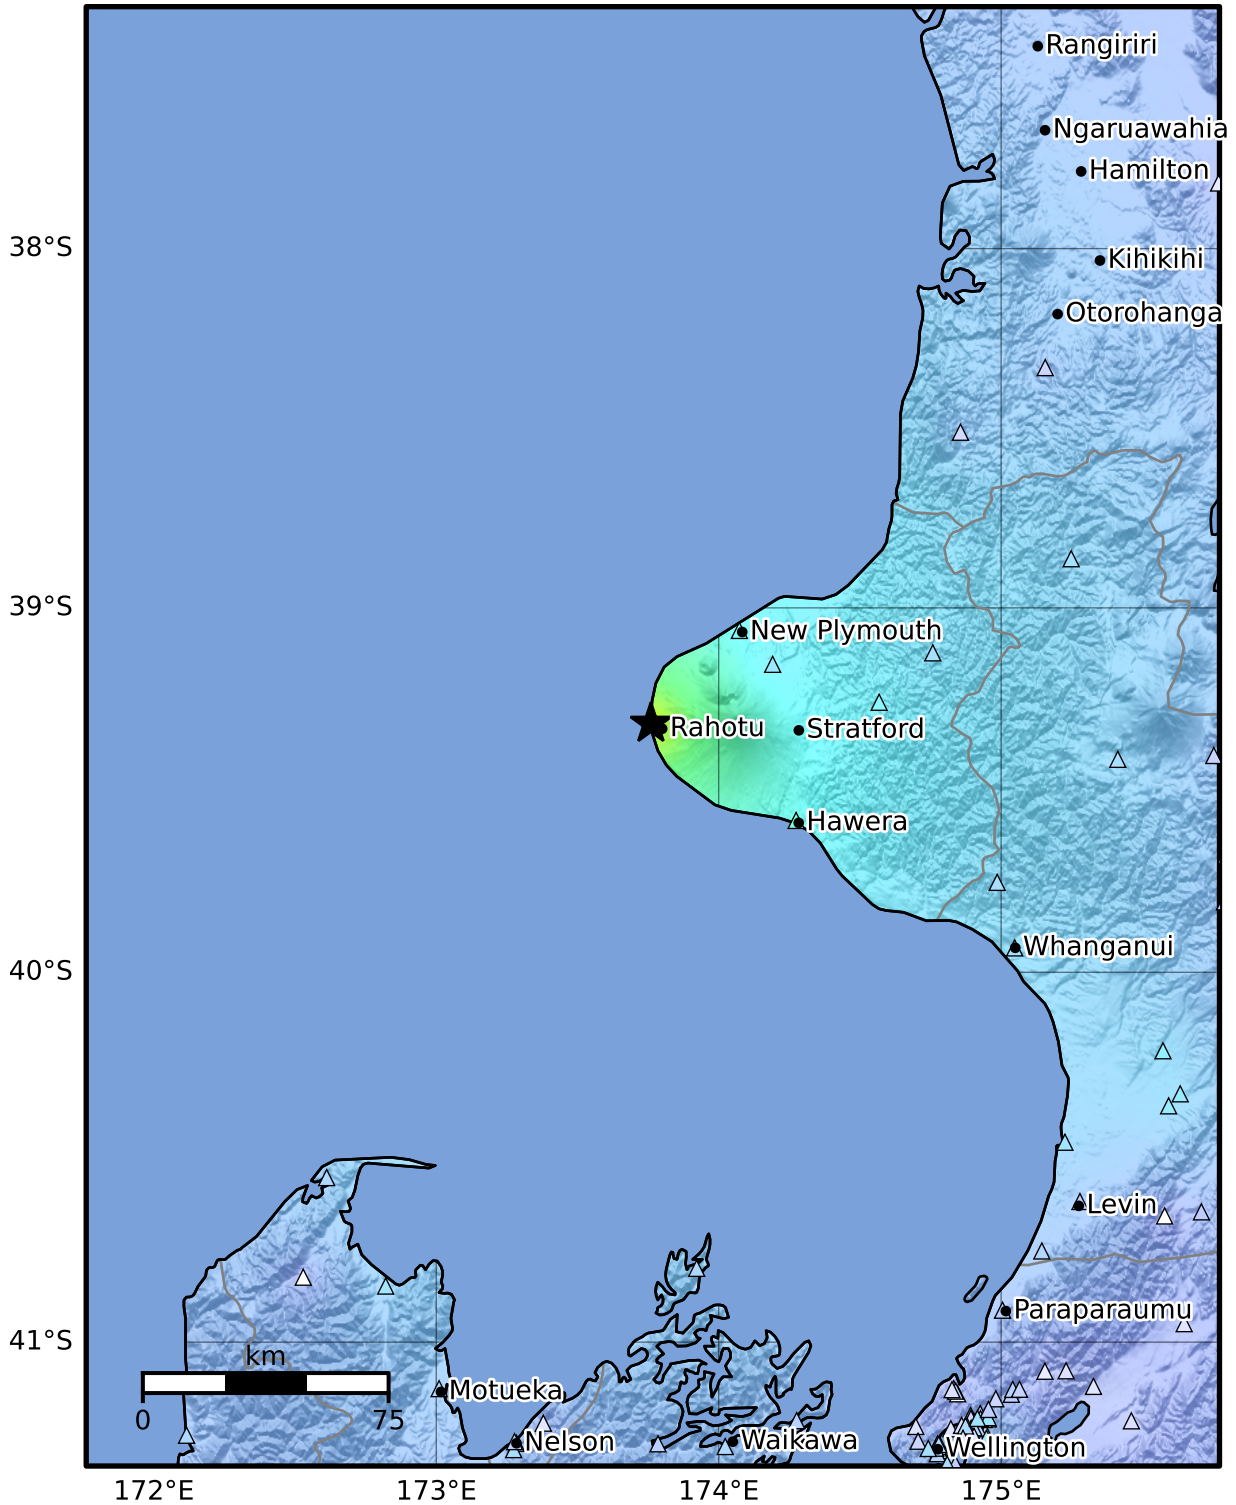 Rangiriri
Ngaruawahia
Hamilton
38°S
Kihikihi
Otorohanga
39°S
New Plymouth
Rahotu
Stratford
Hawera
Whanganui
40°S
Levin
Paraparaumu
41°S
km
0 75
Motueka
Nelson
Waikawa
Wellington
172°E 173°E 174°E 175°E